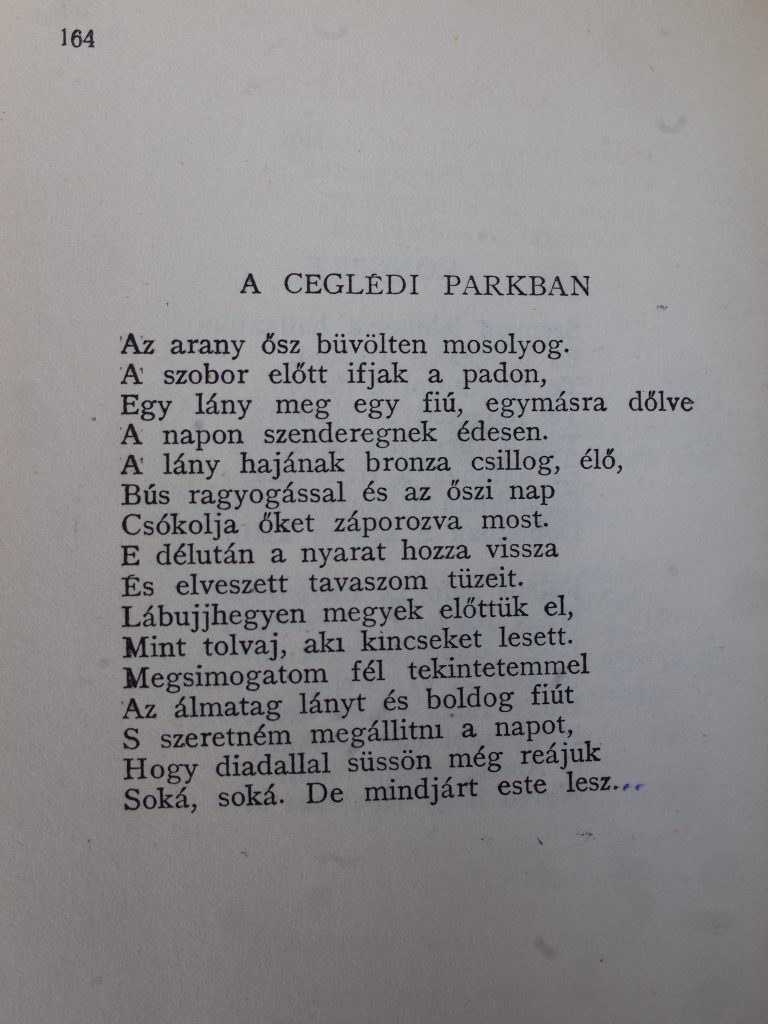 164
A CEGLÉDI PARKBAN
Az arany ősz büvölten mosolyog.
A szobor előtt ifjak a padon,
Egy lány meg egy fiú, egymásra dőlve
A napon szenderegnek édesen.
A lány hajának bronza csillog, élő,
Bús ragyogással és az őszi nap
Csókolja őket záporozva most.
E délután a nyarat hozza vissza
És elveszett tavaszom tüzeit.
Lábujjhegyen megyek előttük el,
Mint tolvaj, aki kincseket lesett.
Megsimogatom fél tekintetemmel
Az álmatag lányt és boldog fiút
S szeretném megállitni a napot,
Hogy diadallal süssön még reájuk
Soká, soká. De mindjárt este lesz...